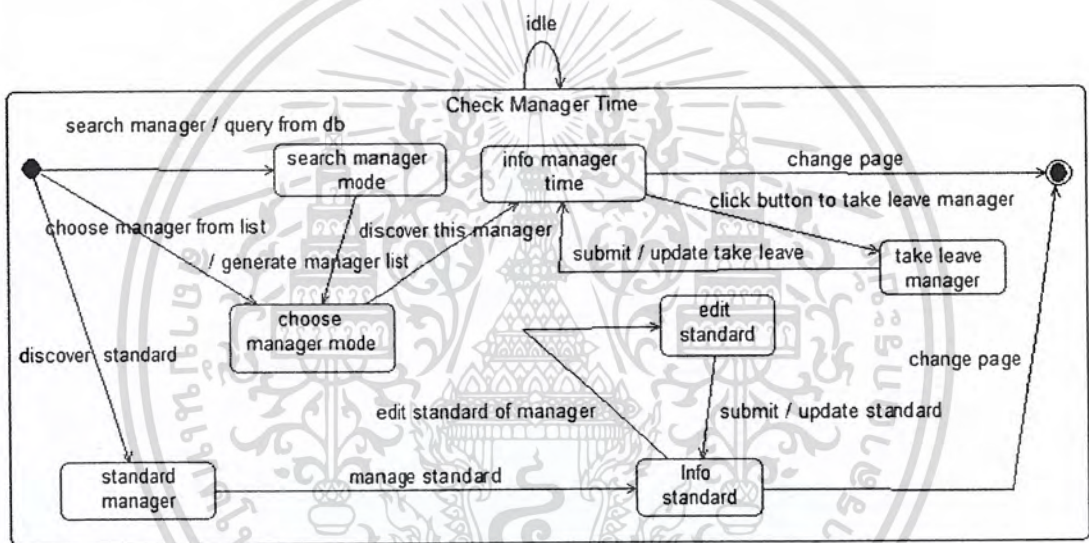 idle
Check Manager Time
search manager / query from db
search manager
mode
info manager
time
change page
click button to take leave manager
choose manager from list
discover this manager
/ generate manager list
submit / update take leave
take leave
manager
choose
manager mode
edit
standard
discover standard
change page
edit standard of manager
submit / update standard
standard
manager
manage standard
Info
standard